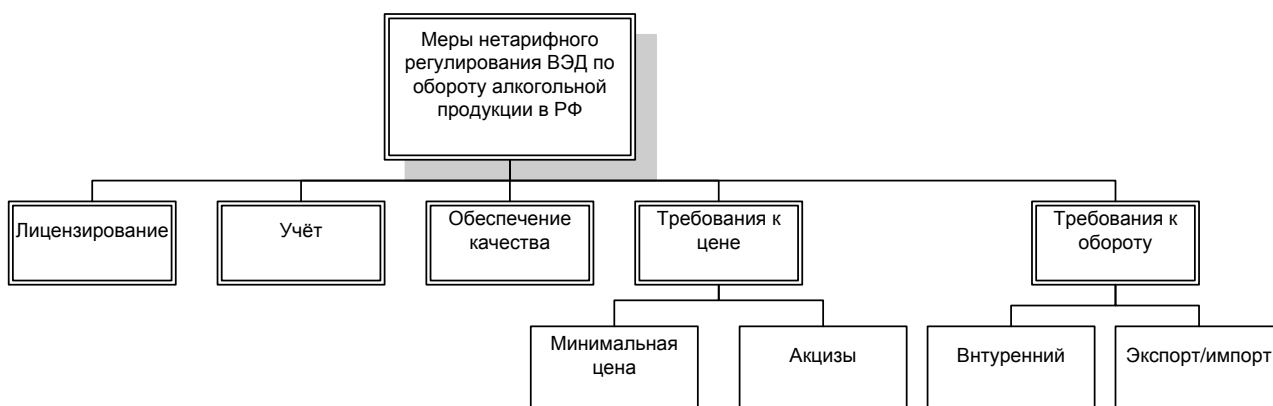 Меры нетарифного
регулирования ВЭД по
обороту алкогольной
продукции в РФ
Лицензирование
Учёт
Обеспечение
качества
Требования к
цене
Требования к
обороту
Минимальная
цена
Акцизы
Внтуренний
Экспорт/импорт